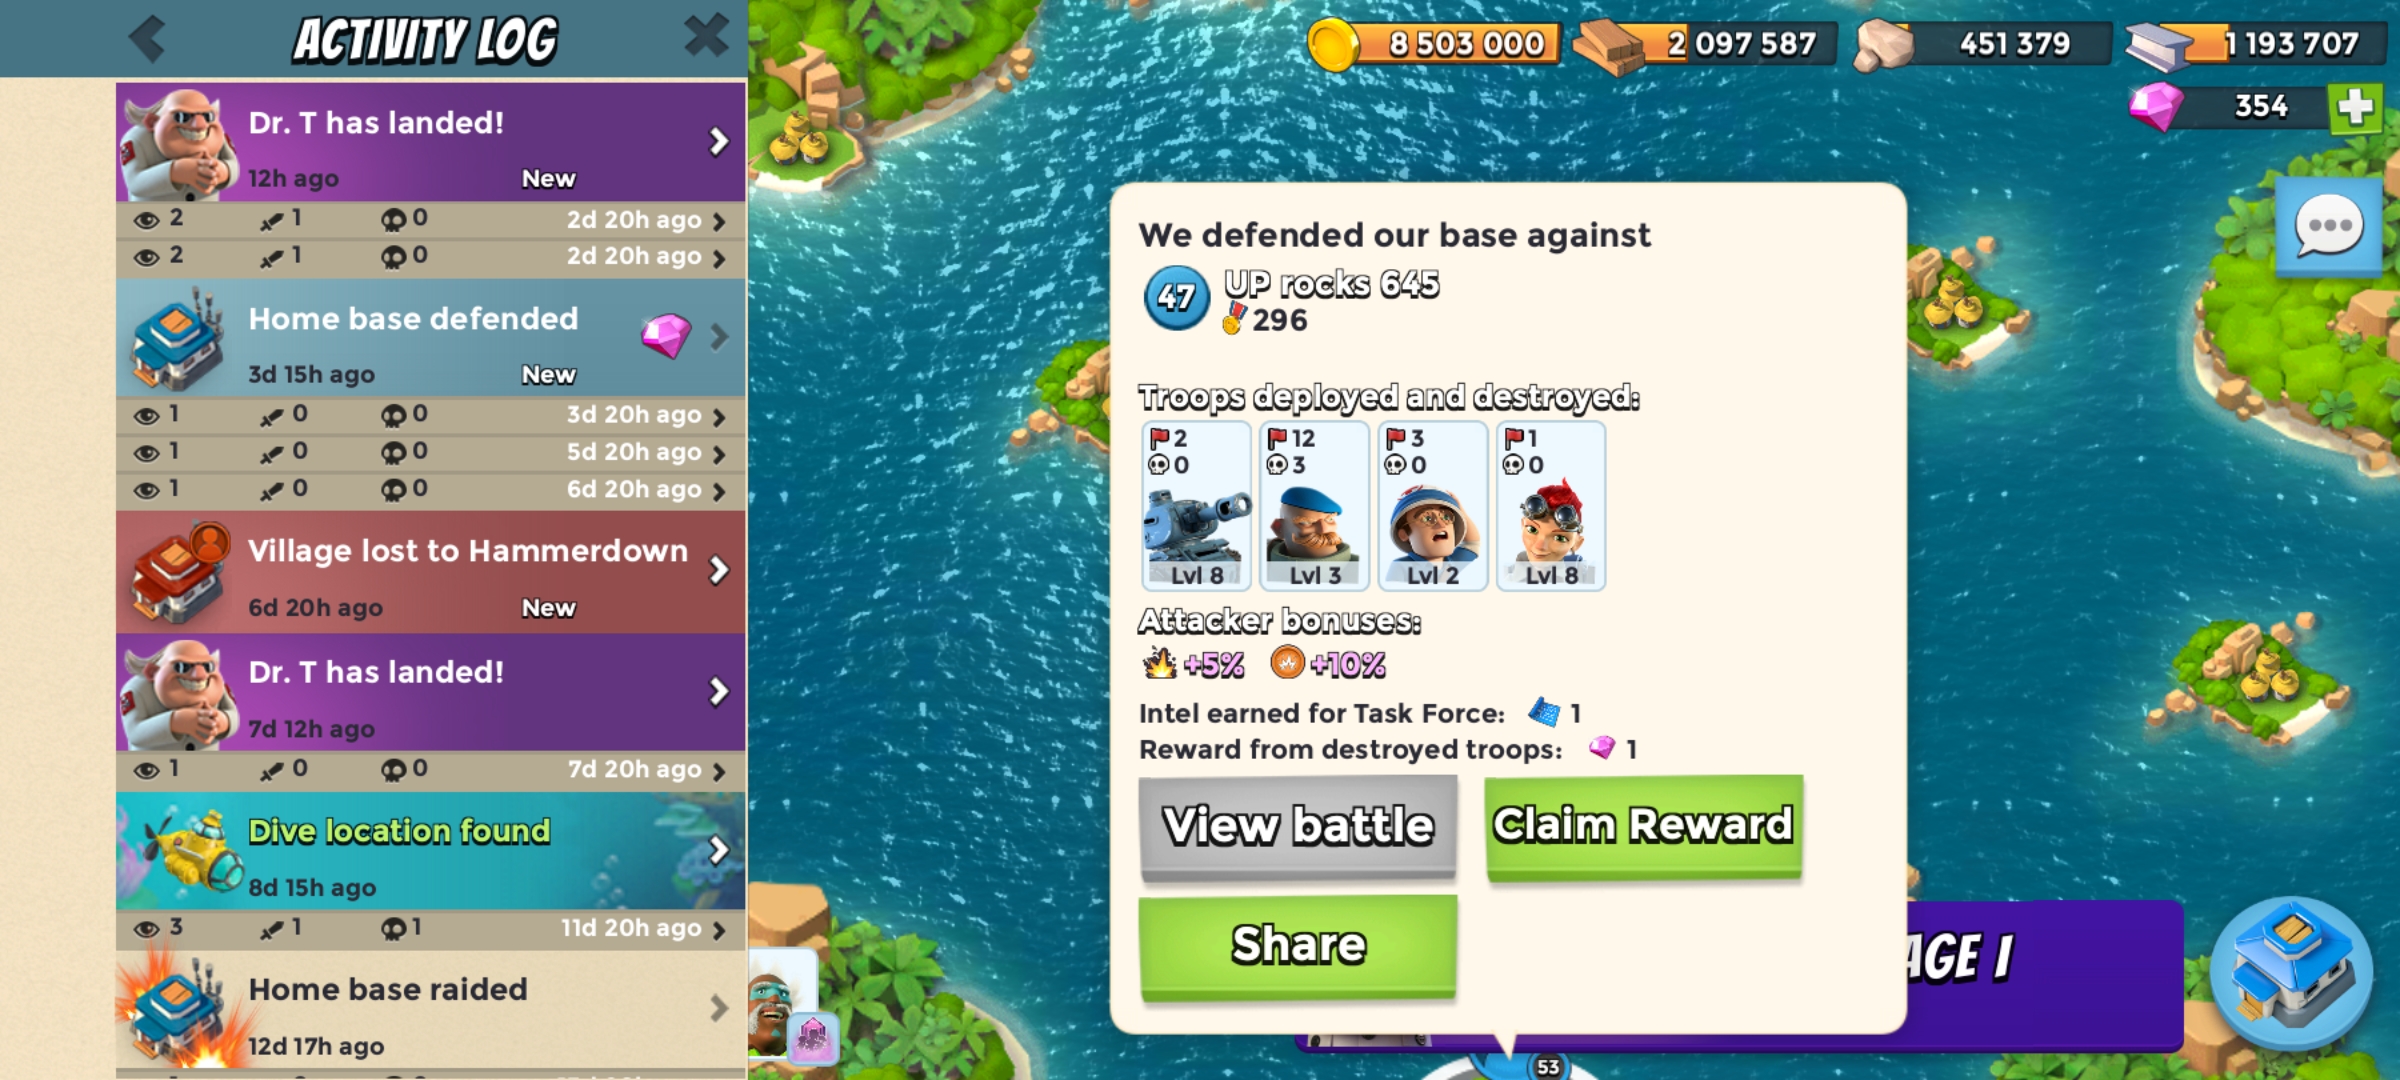 ACTIVITY LOG
Dr. T has landed!
12h ago New
2 1 0 2d 20h ago
2 1 0 2d 20h ago
Home base defended
3d 15h ago New
1 0 0 3d 20h ago
1 0 0 5d 20h ago
1 0 0 6d 20h ago
Village lost to Hammerdown
6d 20h ago New
Dr. T has landed!
7d 12h ago
1 0 0 7d 20h ago
Dive location found
8d 15h ago
3 1 1 11d 20h ago
Home base raided
12d 17h ago
8 503 000 2 097 587 451 379 1 193 707
354
We defended our base against
47 UP rocks 645
296
Troops deployed and destroyed:
2 12 3 1
0 3 0 0
Lvl 8 Lvl 3 Lvl 2 Lvl 8
Attacker bonuses:
+5% +10%
Intel earned for Task Force: 1
Reward from destroyed troops: 1
View battle Claim Reward
Share
AGE I
53